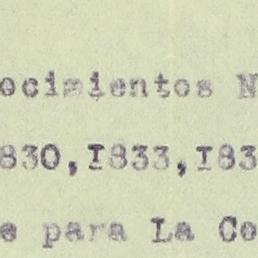 ocimientos N
830,I833,I83
e para La Co